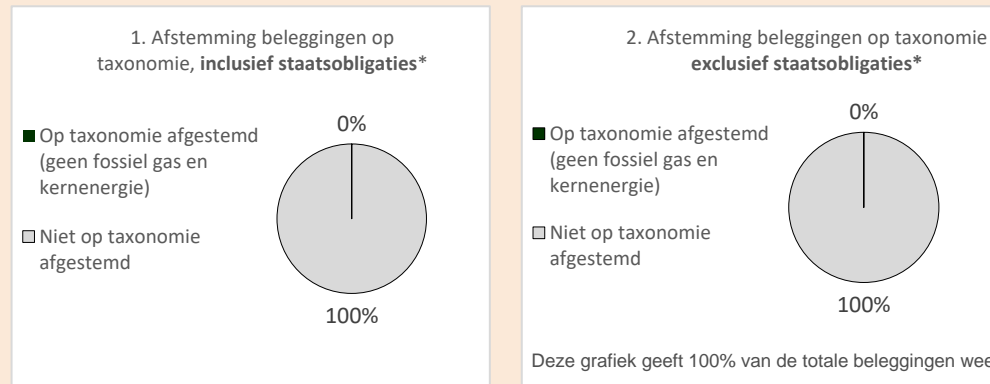 1. Afstemming beleggingen op
taxonomie, inclusief staatsobligaties*
Op taxonomie afgestemd
(geen fossiel gas en
kernenergie)
Niet op taxonomie
afgestemd
0%
100%
2. Afstemming beleggingen op taxonomie
exclusief staatsobligaties*
Op taxonomie afgestemd
(geen fossiel gas en
kernenergie)
Niet op taxonomie
afgestemd
0%
100%
Deze grafiek geeft 100% van de totale beleggingen